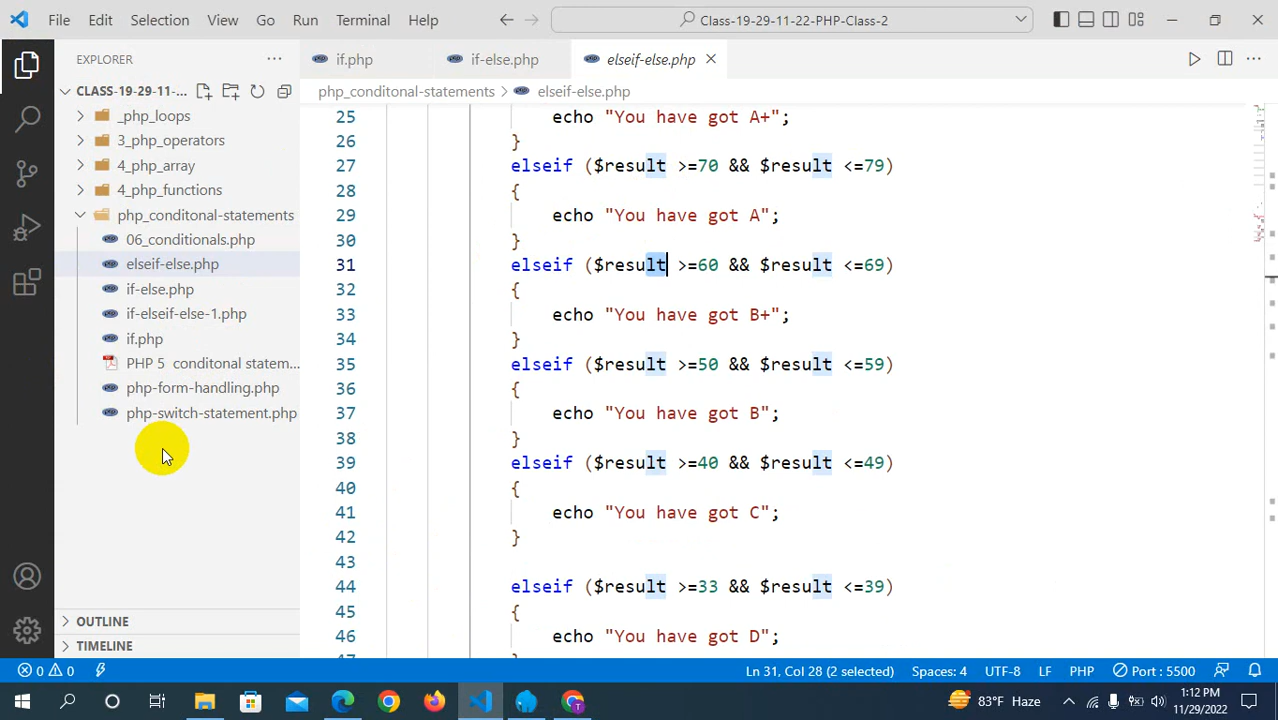 File Edit Selection View Go Run Terminal Help
Class-19-29-11-22-PHP-Class-2
EXPLORER
if.php
if-else.php
elseif-else.php
CLASS-19-29-11-...
php_conditonal-statements > elseif-else.php
_php_loops
3_php_operators
4_php_array
4_php_functions
php_conditonal-statements
06_conditionals.php
elseif-else.php
if-else.php
if-elseif-else-1.php
if.php
PHP 5 conditonal statem...
php-form-handling.php
php-switch-statement.php
OUTLINE
TIMELINE
25 echo "You have got A+";
26 }
27 elseif ($result >=70 && $result <=79)
28 {
29 echo "You have got A";
30 }
31 elseif ($result >=60 && $result <=69)
32 {
33 echo "You have got B+";
34 }
35 elseif ($result >=50 && $result <=59)
36 {
37 echo "You have got B";
38 }
39 elseif ($result >=40 && $result <=49)
40 {
41 echo "You have got C";
42 }
43
44 elseif ($result >=33 && $result <=39)
45 {
46 echo "You have got D";
0 0
Ln 31, Col 28 (2 selected) Spaces: 4 UTF-8 LF PHP Port : 5500
83°F Haze
1:12 PM
11/29/2022